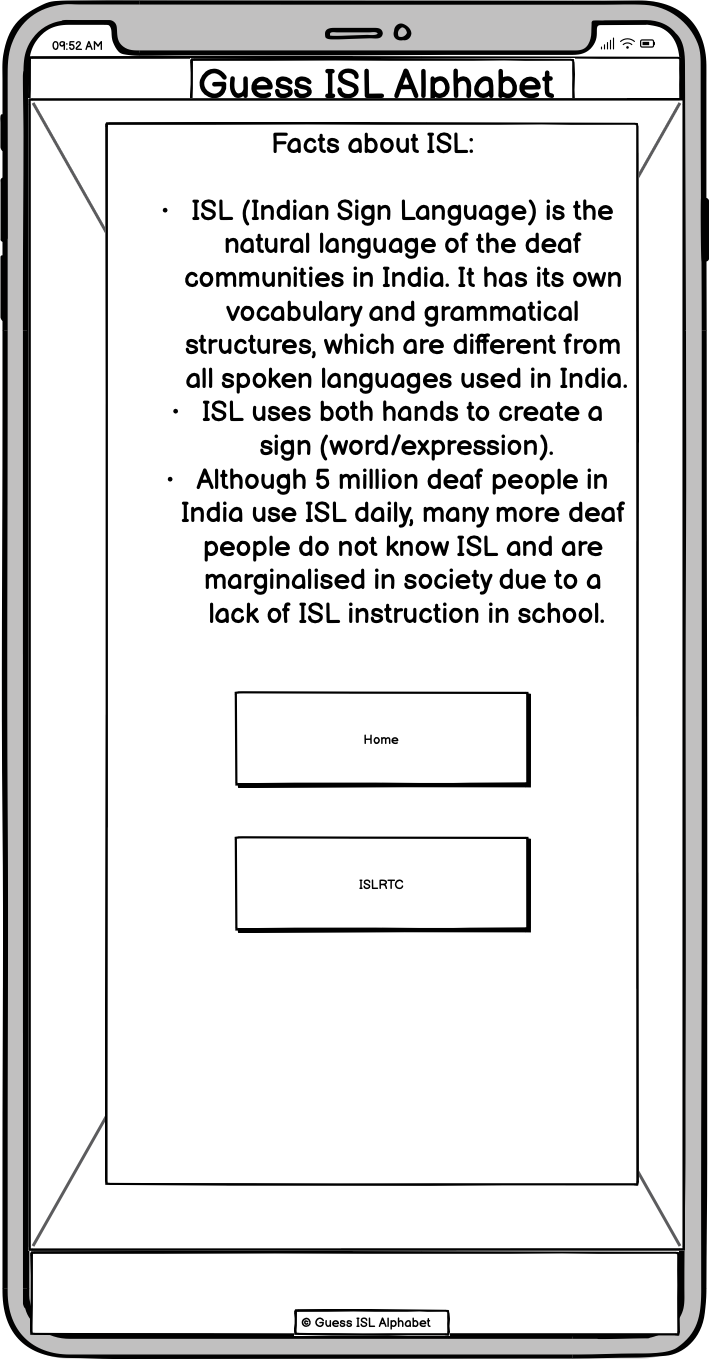 09:52 AM
Guess ISL Alphabet
Facts about ISL:
• ISL (Indian Sign Language) is the
natural language of the deaf
communities in India. It has its own
vocabulary and grammatical
structures, which are different from
all spoken languages used in India.
• ISL uses both hands to create a
sign (word/expression).
• Although 5 million deaf people in
India use ISL daily, many more deaf
people do not know ISL and are
marginalised in society due to a
lack of ISL instruction in school.
Home
ISLRTC
© Guess ISL Alphabet